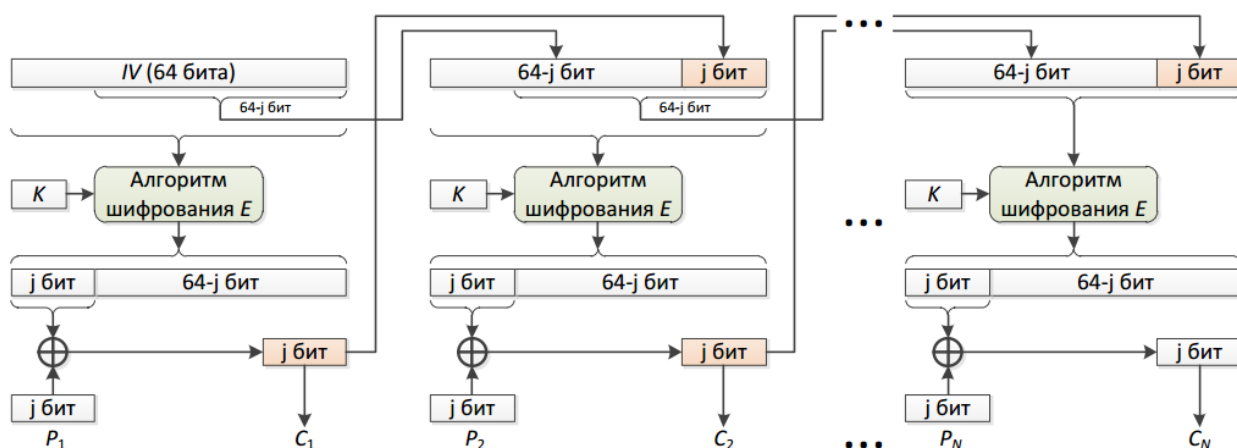 ...
IV (64 бита)
64-j бит
j бит
64-j бит
j бит
64-j бит
64-j бит
K
Алгоритм
шифрования E
K
Алгоритм
шифрования E
...
K
Алгоритм
шифрования E
j бит
64-j бит
j бит
64-j бит
j бит
64-j бит
j бит
j бит
j бит
j бит
j бит
j бит
P1
C1
P2
C2
...
PN
CN